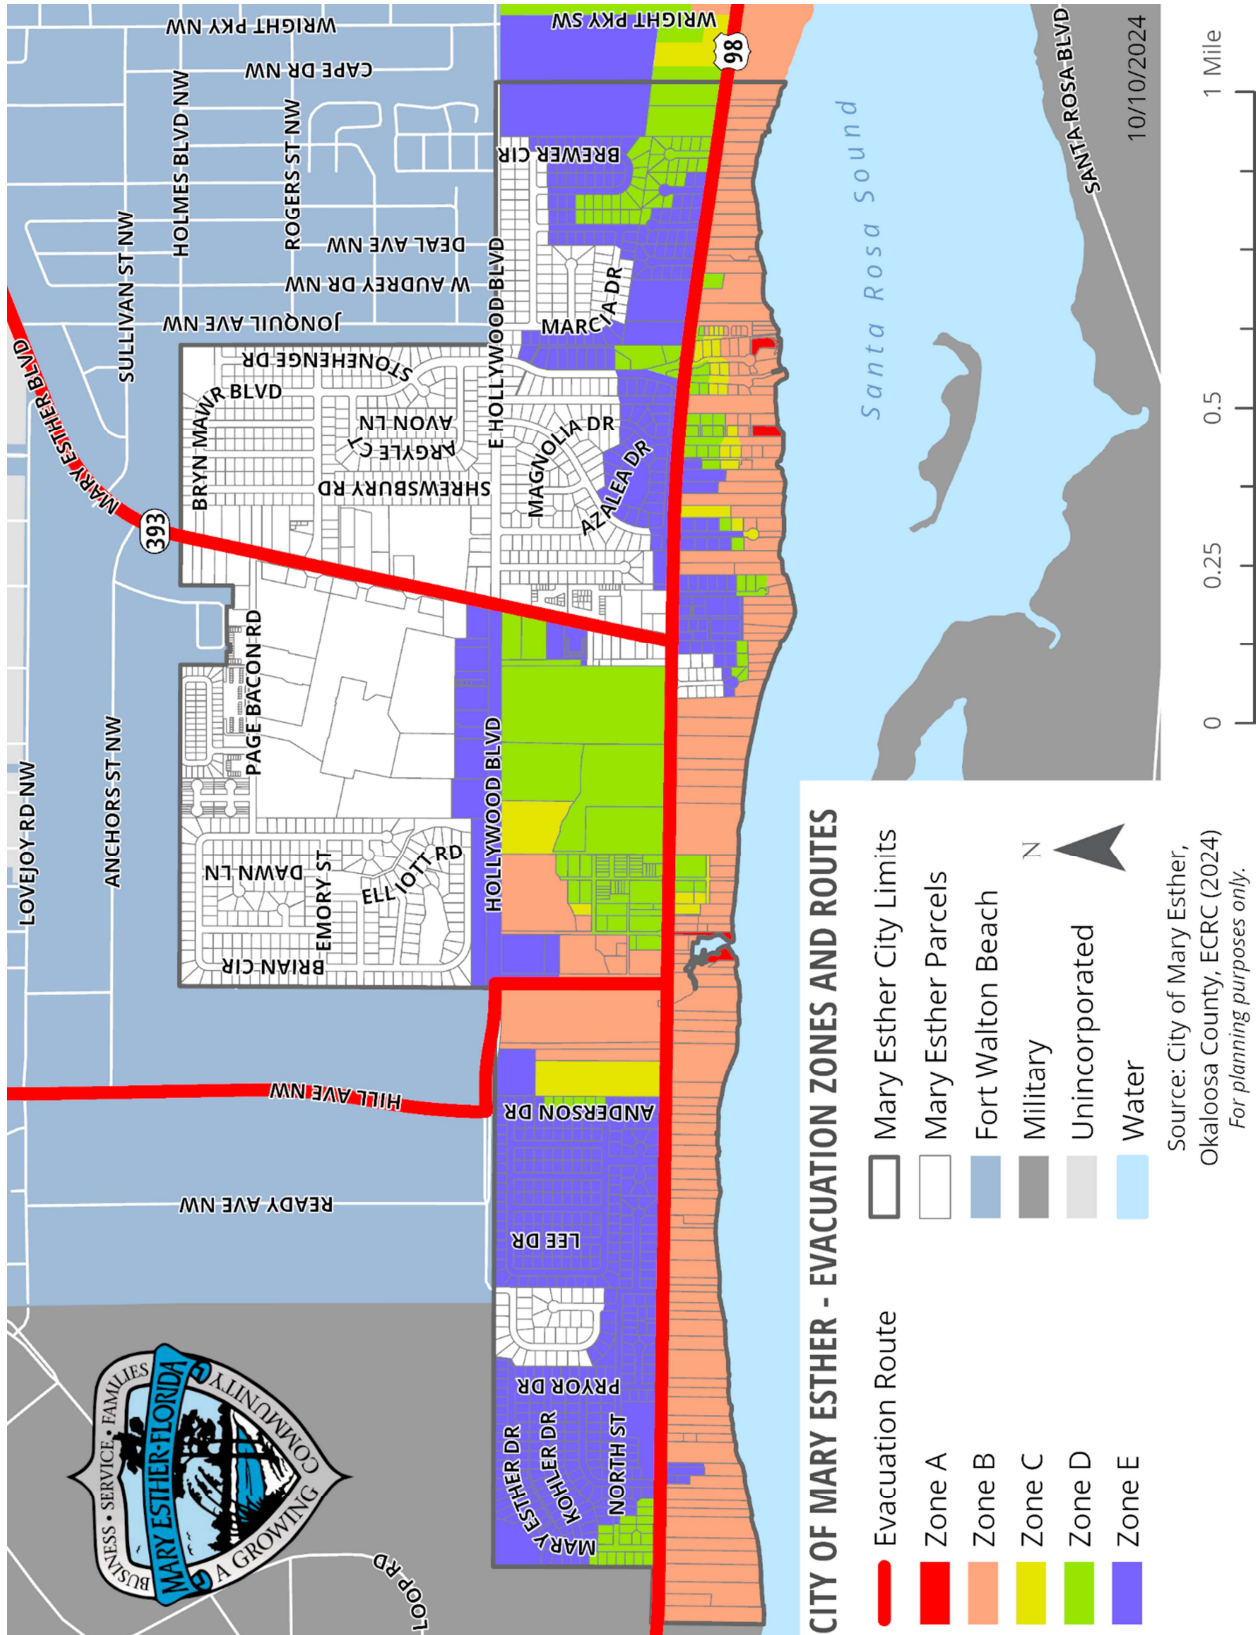 BUSINESS • SERVICE • FAMILIES
MARY ESTHER•FLORIDA
A GROWING COMMUNITY
LOOP RD
LOVEJOY RD NW
ANCHORS ST NW
READY AVE NW
HILL AVE NW
MARY ESTHER BLVD
393
SULLIVAN ST NW
HOLMES BLVD NW
ROGERS ST NW
WRIGHT PKY NW
CAPE DR NW
DEAL AVE NW
W AUDREY DR NW
JONQUIL AVE NW
STONEHENGE DR
BRYN MAWR BLVD
AVON LN
ARGYLE CT
SHREWSBURY RD
PAGE BACON RD
DAWN LN
EMORY ST
ELLIOTT RD
BRIAN CIR
HOLLYWOOD BLVD
E HOLLYWOOD BLVD
MAGNOLIA DR
AZALEA DR
MARCIA DR
BREWER CIR
WRIGHT PKY SW
98
ANDERSON DR
LEE DR
PRYOR DR
MARY ESTHER DR
KOHLER DR
NORTH ST
MARY
Santa Rosa Sound
SANTA ROSA BLVD
CITY OF MARY ESTHER - EVACUATION ZONES AND ROUTES
Evacuation Route
Zone A
Zone B
Zone C
Zone D
Zone E
Mary Esther City Limits
Mary Esther Parcels
Fort Walton Beach
Military
Unincorporated
Water
N
Source: City of Mary Esther,
Okaloosa County, ECRC (2024)
For planning purposes only.
0 0.25 0.5 1 Mile
10/10/2024